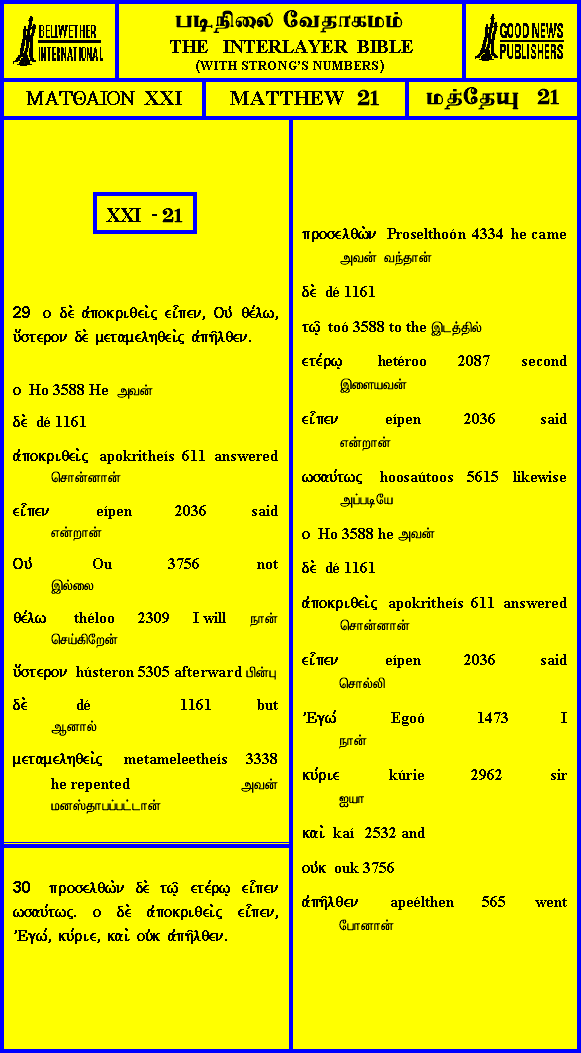 BELLWETHER
INTERNATIONAL
படிநிலை வேதாகமம்
THE INTERLAYER BIBLE
(WITH STRONG'S NUMBERS)
GOOD NEWS
PUBLISHERS
ΜΑΤΘΑΙΟΝ XXI
MATTHEW 21
மத்தேயு 21
XXI - 21
29 ο δὲ ἀποκριθεὶς εἶπεν, Οὐ θέλω,
ὕστερον δὲ μεταμεληθεὶς ἀπῆλθεν.
ο Ho 3588 He அவன்
δὲ dé 1161
ἀποκριθεὶς apokritheís 611 answered
சொன்னான்
εἶπεν eípen 2036 said
என்றான்
Οὐ Ou 3756 not
இல்லை
θέλω théloo 2309 I will நான்
செய்கிறேன்
ὕστερον hústeron 5305 afterward பின்பு
δὲ dé 1161 but
ஆனால்
μεταμεληθεὶς metameleetheís 3338
he repented அவன்
மனஸ்தாபப்பட்டான்
30 προσελθὼν δὲ τῷ ετέρῳ εἶπεν
ωσαύτως. ο δὲ ἀποκριθεὶς εἶπεν,
Ἐγώ, κύριε, καὶ οὐκ ἀπῆλθεν.
προσελθὼν Proselthoón 4334 he came
அவன் வந்தான்
δὲ dé 1161
τῷ toó 3588 to the இடத்தில்
ετέρῳ hetéroo 2087 second
இளையவன்
εἶπεν eípen 2036 said
என்றான்
ωσαύτως hoosaútoos 5615 likewise
அப்படியே
ο Ho 3588 he அவன்
δὲ dé 1161
ἀποκριθεὶς apokritheís 611 answered
சொன்னான்
εἶπεν eípen 2036 said
சொல்லி
Ἐγώ Egoó 1473 I
நான்
κύριε kúrie 2962 sir
ஐயா
καὶ kaí 2532 and
οὐκ ouk 3756
ἀπῆλθεν apeélthen 565 went
போனான்